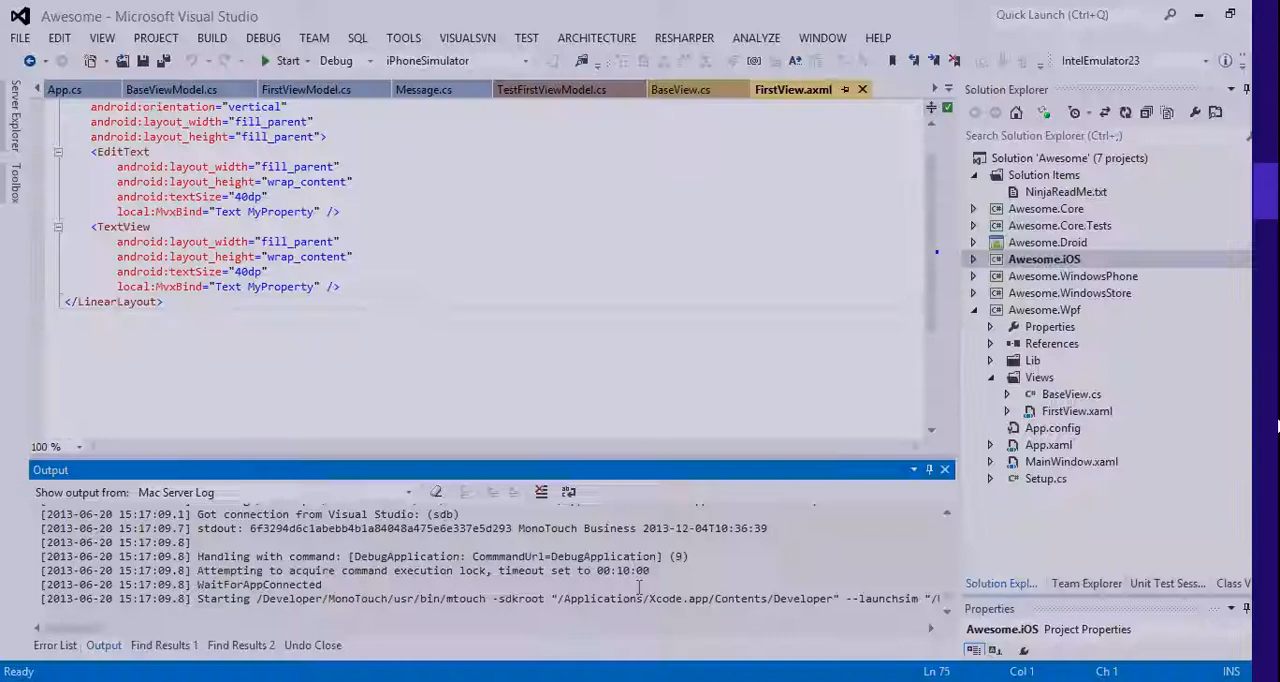 Awesome - Microsoft Visual Studio
Quick Launch (Ctrl+Q)
FILE EDIT VIEW PROJECT BUILD DEBUG TEAM SQL TOOLS VISUALSVN TEST ARCHITECTURE RESHARPER ANALYZE WINDOW HELP
Start Debug iPhoneSimulator IntelEmulator23
Server Explorer
Toolbox
App.cs BaseViewModel.cs FirstViewModel.cs Message.cs TestFirstViewModel.cs BaseView.cs FirstView.axml
android:orientation="vertical"
android:layout_width="fill_parent"
android:layout_height="fill_parent">
<EditText
android:layout_width="fill_parent"
android:layout_height="wrap_content"
android:textSize="40dp"
local:MvxBind="Text MyProperty" />
<TextView
android:layout_width="fill_parent"
android:layout_height="wrap_content"
android:textSize="40dp"
local:MvxBind="Text MyProperty" />
</LinearLayout>
100 %
Output
Show output from: Mac Server Log
[2013-06-20 15:17:09.1] Got connection from Visual Studio: (sdb)
[2013-06-20 15:17:09.7] stdout: 6f3294d6c1abebb4b1a84048a475e6e337e5d293 MonoTouch Business 2013-12-04T10:36:39
[2013-06-20 15:17:09.8]
[2013-06-20 15:17:09.8] Handling with command: [DebugApplication: CommmandUrl=DebugApplication] (9)
[2013-06-20 15:17:09.8] Attempting to acquire command execution lock, timeout set to 00:10:00
[2013-06-20 15:17:09.8] WaitForAppConnected
[2013-06-20 15:17:09.8] Starting /Developer/MonoTouch/usr/bin/mtouch -sdkroot "/Applications/Xcode.app/Contents/Developer" --launchsim
Error List Output Find Results 1 Find Results 2 Undo Close
Solution Explorer
Search Solution Explorer (Ctrl+;)
Solution 'Awesome' (7 projects)
Solution Items
NinjaReadMe.txt
Awesome.Core
Awesome.Core.Tests
Awesome.Droid
Awesome.iOS
Awesome.WindowsPhone
Awesome.WindowsStore
Awesome.Wpf
Properties
References
Lib
Views
BaseView.cs
FirstView.xaml
App.config
App.xaml
MainWindow.xaml
Setup.cs
Solution Expl... Team Explorer Unit Test Sess... Class V
Properties
Awesome.iOS Project Properties
Ready Ln 75 Col 1 Ch 1 INS